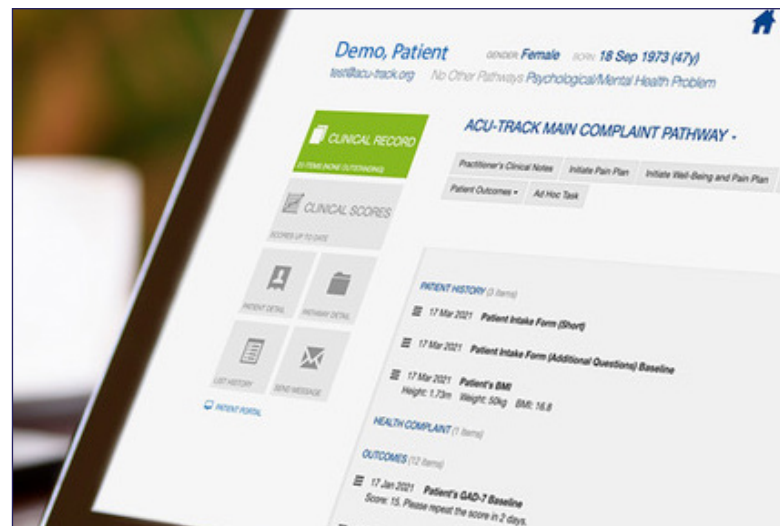 Demo, Patient
GENDER: Female BORN: 18 Sep 1973 (47y)
test@acu-track.org No Other Pathways Psychological/Mental Health Problem
CLINICAL RECORD
ACU-TRACK MAIN COMPLAINT PATHWAY
Practitioner's Clinical Notes Initiate Pain Plan Initiate Well-Being and Pain Plan
Patient Outcomes Ad Hoc Task
CLINICAL SCORES
SCORES UP TO DATE
PATIENT DETAIL PATHWAY DETAIL
LIST HISTORY SEND MESSAGE
PATIENT PORTAL
PATIENT HISTORY (3 items)
17 Mar 2021 Patient Intake Form (Short)
17 Mar 2021 Patient Intake Form (Additional Questions) Baseline
17 Mar 2021 Patient's BMI
Height: 1.73m Weight: 50kg BMI: 16.8
HEALTH COMPLAINT (1 items)
OUTCOMES (12 items)
17 Jan 2021 Patient's GAD-7 Baseline
Score: 15. Please repeat the score in 2 days.